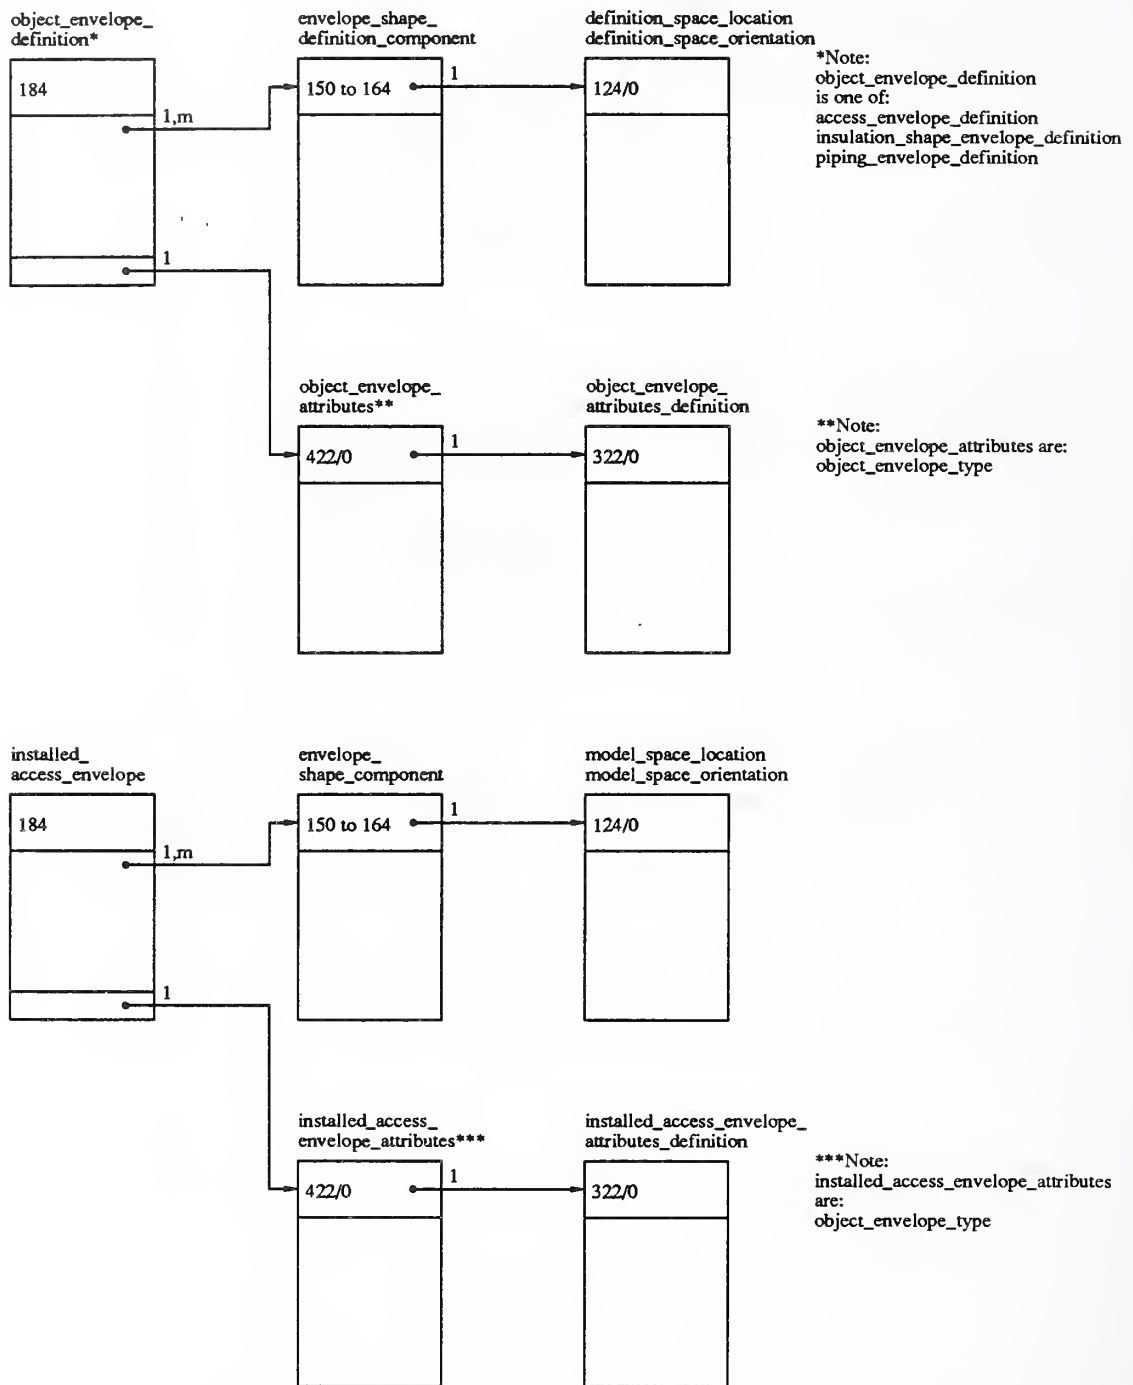 object_envelope_
definition*
184
1,m
1
envelope_shape_
definition_component
150 to 164
1
definition_space_location
definition_space_orientation
124/0
*Note:
object_envelope_definition
is one of:
access_envelope_definition
insulation_shape_envelope_definition
piping_envelope_definition
object_envelope_
attributes**
422/0
1
object_envelope_
attributes_definition
322/0
**Note:
object_envelope_attributes are:
object_envelope_type
installed_
access_envelope
184
1,m
1
envelope_
shape_component
150 to 164
1
model_space_location
model_space_orientation
124/0
installed_access_
envelope_attributes***
422/0
1
installed_access_envelope_
attributes_definition
322/0
***Note:
installed_access_envelope_attributes
are:
object_envelope_type